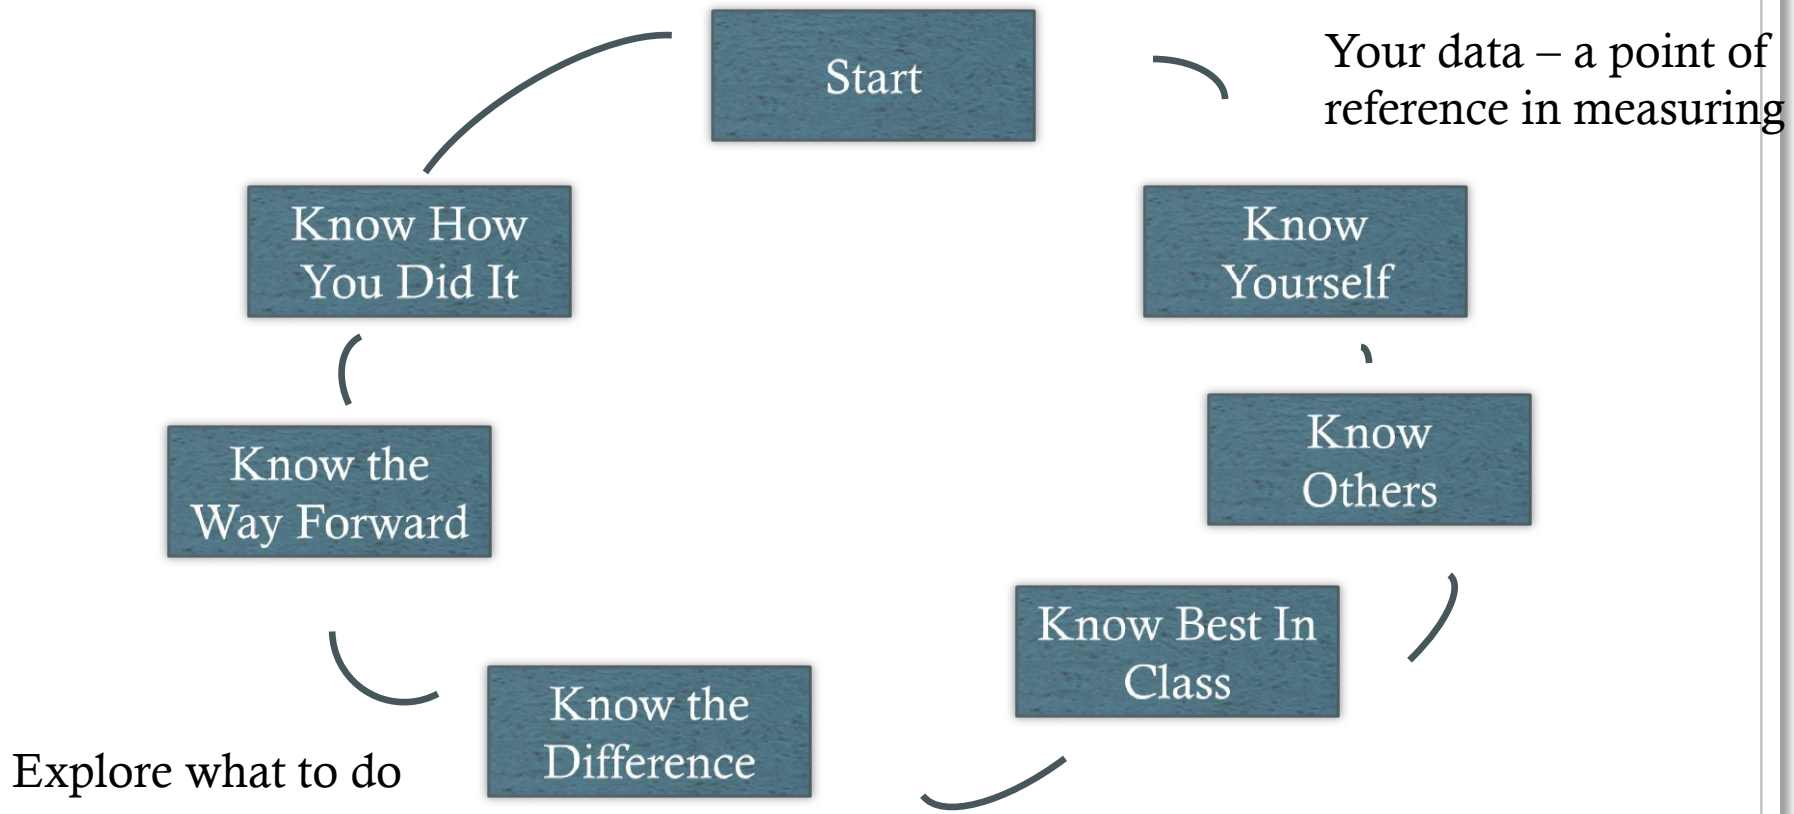 Start
Your data – a point of
reference in measuring
Know How
You Did It
Know
Yourself
Know
Others
Know the
Way Forward
Know Best In
Class
Know the
Difference
Explore what to do